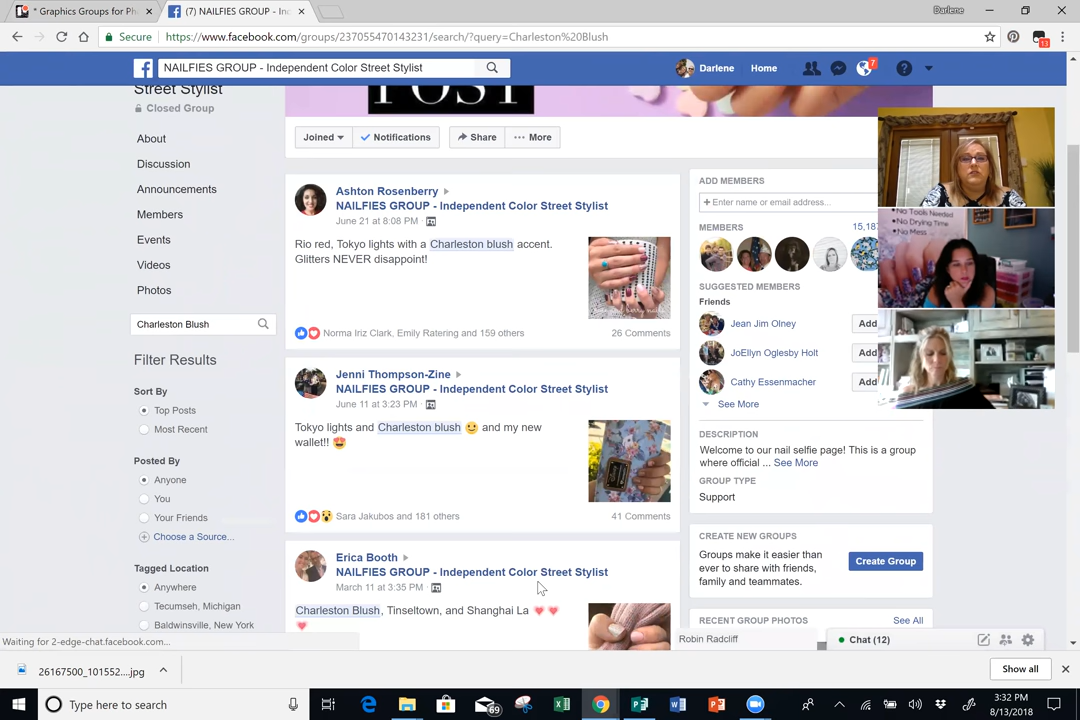 * Graphics Groups for Ph
(7) NAILFIES GROUP - Inc
Darlene
Secure
https://www.facebook.com/groups/237055470143231/search/?query=Charleston%20Blush
13
NAILFIES GROUP - Independent Color Street Stylist
Darlene
Home
7
Street Stylist
Closed Group
POST
Joined
Notifications
Share
More
About
Discussion
Announcements
Members
Events
Videos
Photos
Charleston Blush
Filter Results
Sort By
Top Posts
Most Recent
Posted By
Anyone
You
Your Friends
Choose a Source...
Tagged Location
Anywhere
Tecumseh, Michigan
Baldwinsville, New York
Ashton Rosenberry
NAILFIES GROUP - Independent Color Street Stylist
June 21 at 8:08 PM
Rio red, Tokyo lights with a Charleston blush accent.
Glitters NEVER disappoint!
Norma Iriz Clark, Emily Ratering and 159 others
26 Comments
Jenni Thompson-Zine
NAILFIES GROUP - Independent Color Street Stylist
June 11 at 3:23 PM
Tokyo lights and Charleston blush 🙂 and my new
wallet!! 😍
Sara Jakubos and 181 others
41 Comments
Erica Booth
NAILFIES GROUP - Independent Color Street Stylist
March 11 at 3:35 PM
Charleston Blush, Tinseltown, and Shanghai La
ADD MEMBERS
+ Enter name or email address...
MEMBERS
15,187
SUGGESTED MEMBERS
Friends
Jean Jim Olney
Add
JoEllyn Oglesby Holt
Add
Cathy Essenmacher
Add
See More
DESCRIPTION
Welcome to our nail selfie page! This is a group
where official ... See More
GROUP TYPE
Support
CREATE NEW GROUPS
Groups make it easier than
ever to share with friends,
family and teammates.
Create Group
RECENT GROUP PHOTOS
See All
No Tools Needed
No Drying Time
No Mess
Robin Radcliff
Chat (12)
Waiting for 2-edge-chat.facebook.com...
26167500_101552....jpg
Show all
Type here to search
69
3:32 PM
8/13/2018